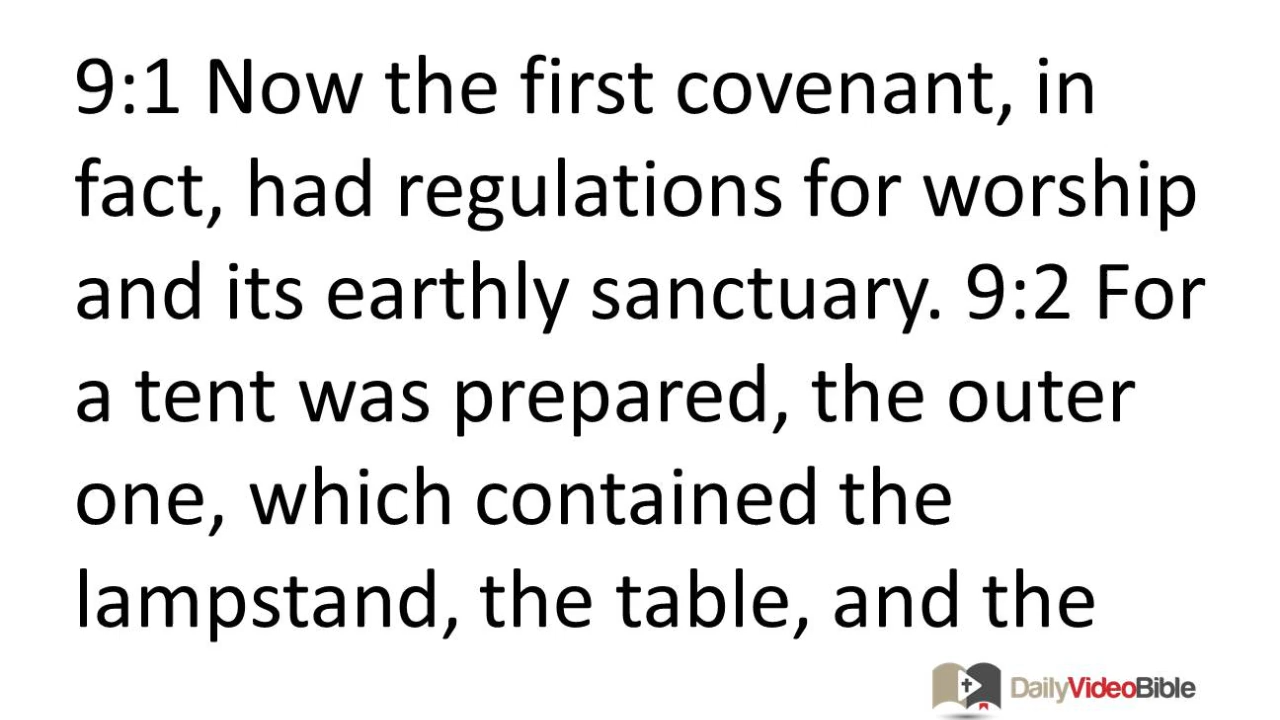 9:1 Now the first covenant, in
fact, had regulations for worship
and its earthly sanctuary. 9:2 For
a tent was prepared, the outer
one, which contained the
lampstand, the table, and the
DailyVideoBible